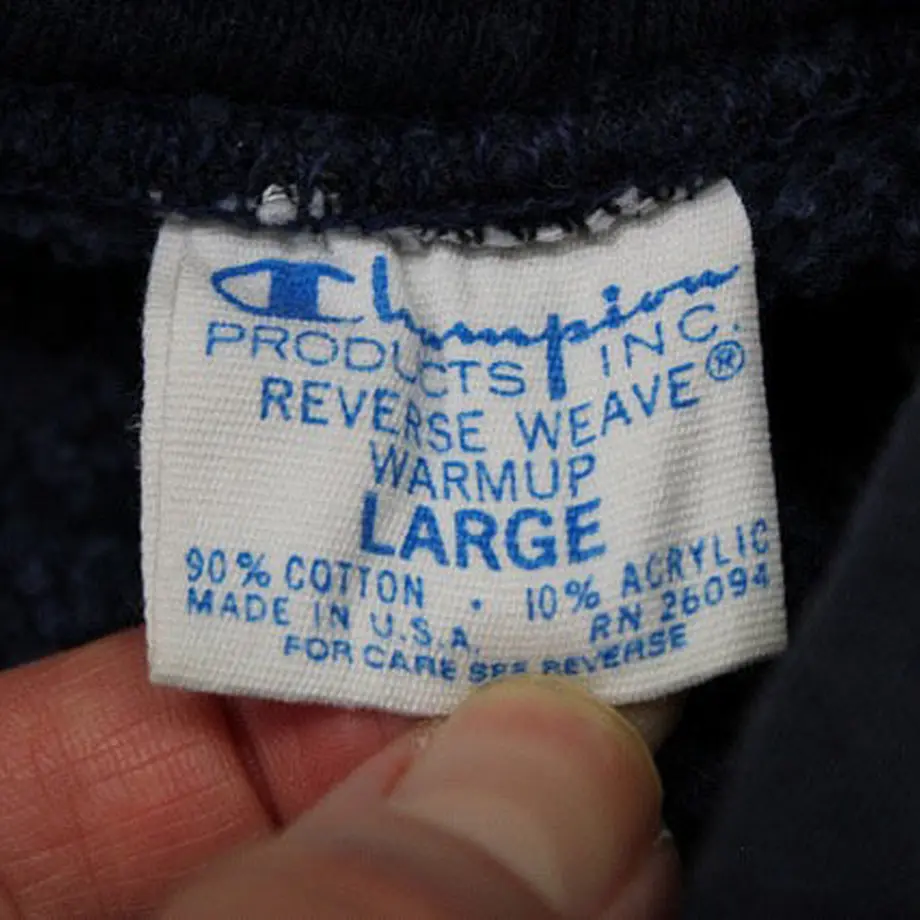 Champion
PRODUCTS INC.
REVERSE WEAVE®
WARMUP
LARGE
90% COTTON · 10% ACRYLIC
MADE IN U.S.A. RN 26094
FOR CARE SEE REVERSE